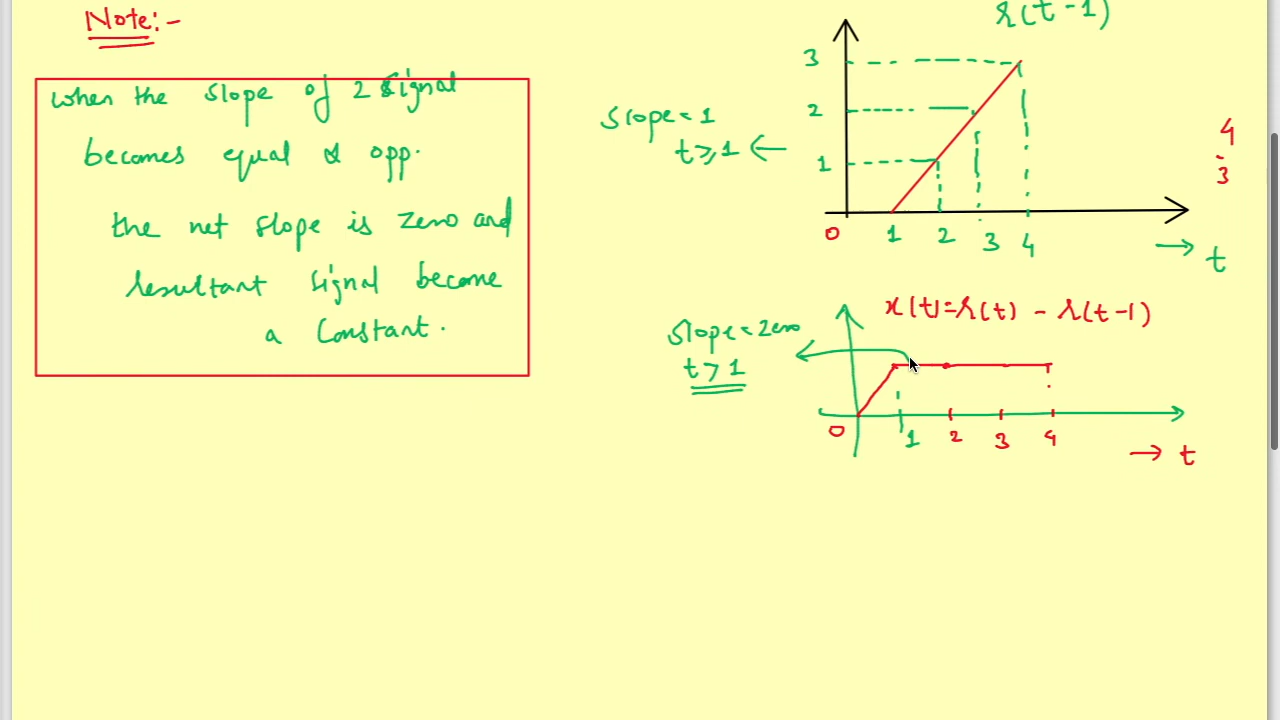 Note:-
When the slope of 2 signal
becomes equal & opp.
the net slope is zero and
resultant signal become
a constant.
r(t-1)
3
2
1
0
1 2 3 4
→ t
slope = 1
t ≥ 1 ←
4
3
x(t) = r(t) - r(t-1)
slope = zero
t > 1
0
1 2 3 4
→ t